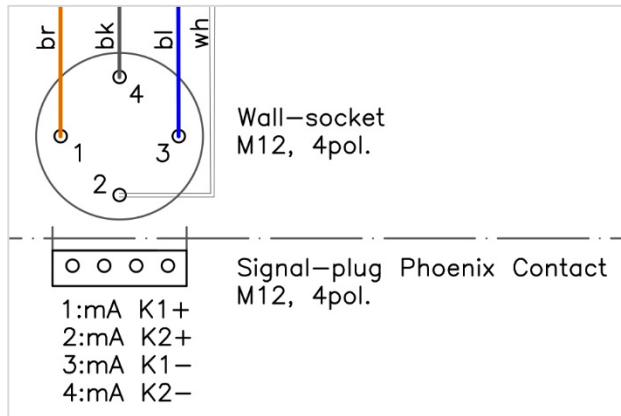 br
bk
bl
wh
4
1
3
2
Wall-socket
M12, 4pol.
Signal-plug Phoenix Contact
M12, 4pol.
1:mA K1+
2:mA K2+
3:mA K1-
4:mA K2-